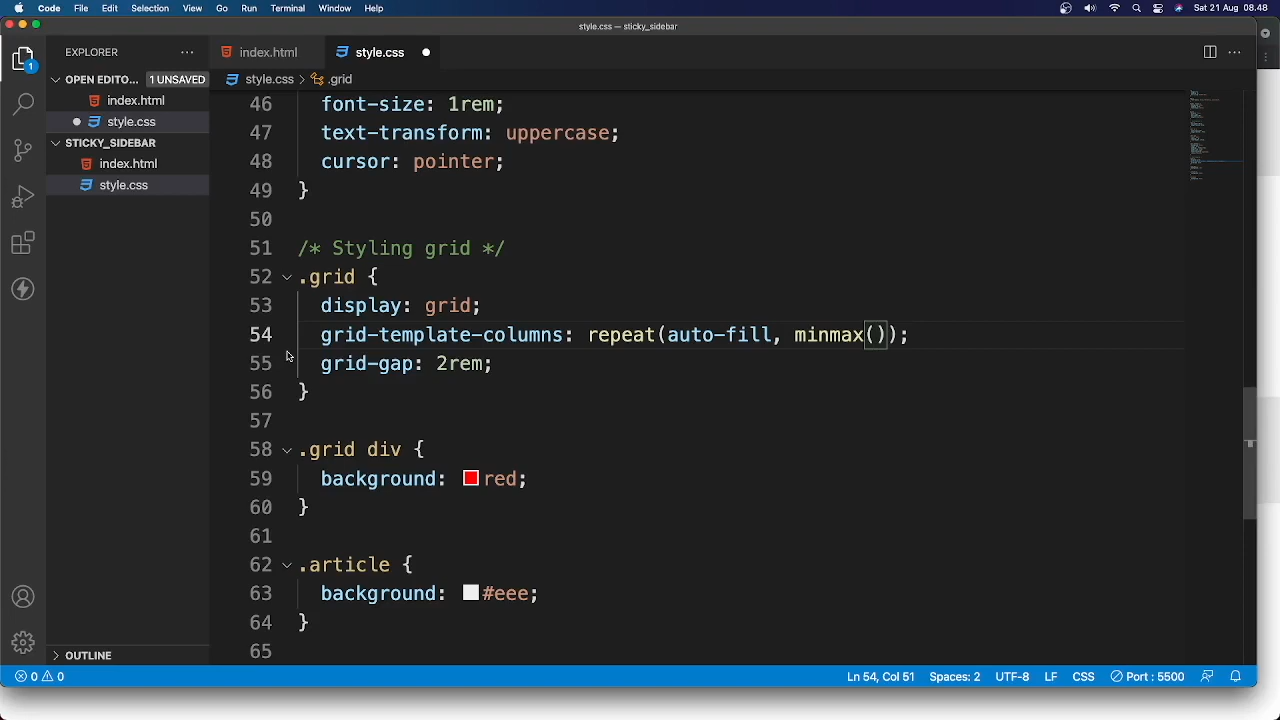 Code File Edit Selection View Go Run Terminal Window Help Sat 21 Aug 08.48
style.css — sticky_sidebar
EXPLORER
index.html
style.css
OPEN EDITO... 1 UNSAVED
style.css > .grid
index.html
style.css
STICKY_SIDEBAR
index.html
style.css
1
46 font-size: 1rem;
47 text-transform: uppercase;
48 cursor: pointer;
49 }
50
51 /* Styling grid */
52 .grid {
53 display: grid;
54 grid-template-columns: repeat(auto-fill, minmax());
55 grid-gap: 2rem;
56 }
57
58 .grid div {
59 background: red;
60 }
61
62 .article {
63 background: #eee;
64 }
65
OUTLINE
0 0 Ln 54, Col 51 Spaces: 2 UTF-8 LF CSS Port : 5500